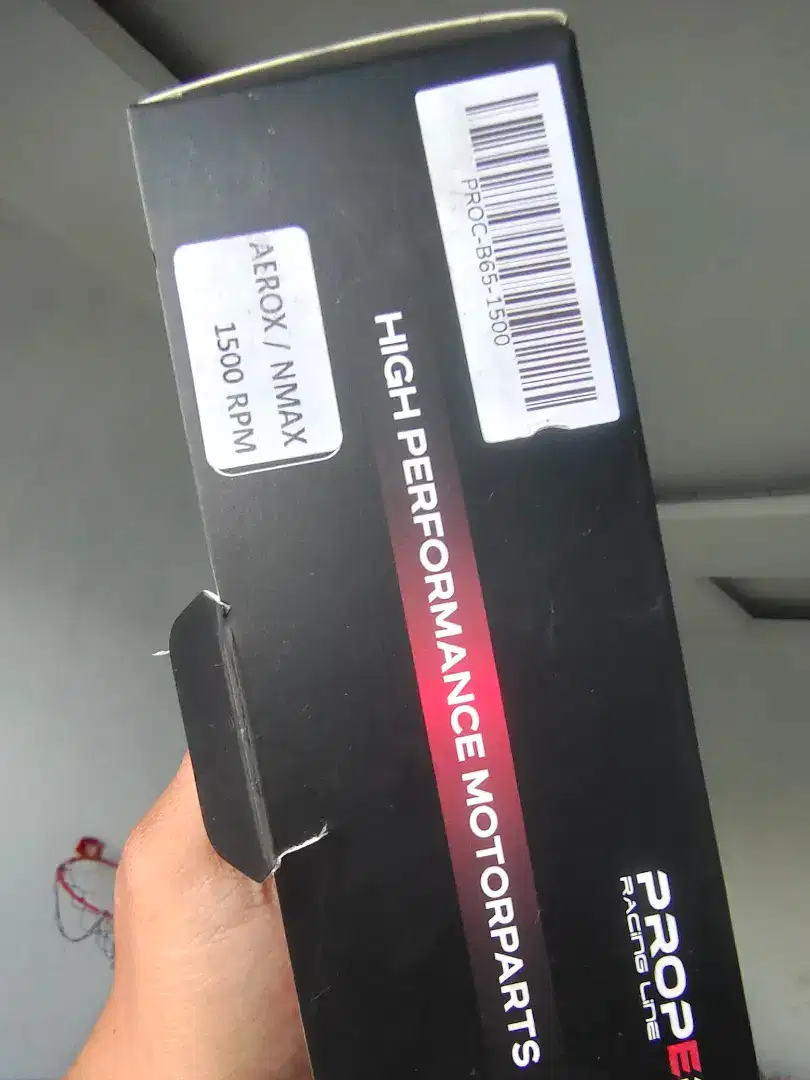 PROC-B65-1500
AEROX / NMAX
1500 RPM
HIGH PERFORMANCE MOTORPARTS
RACING LINE